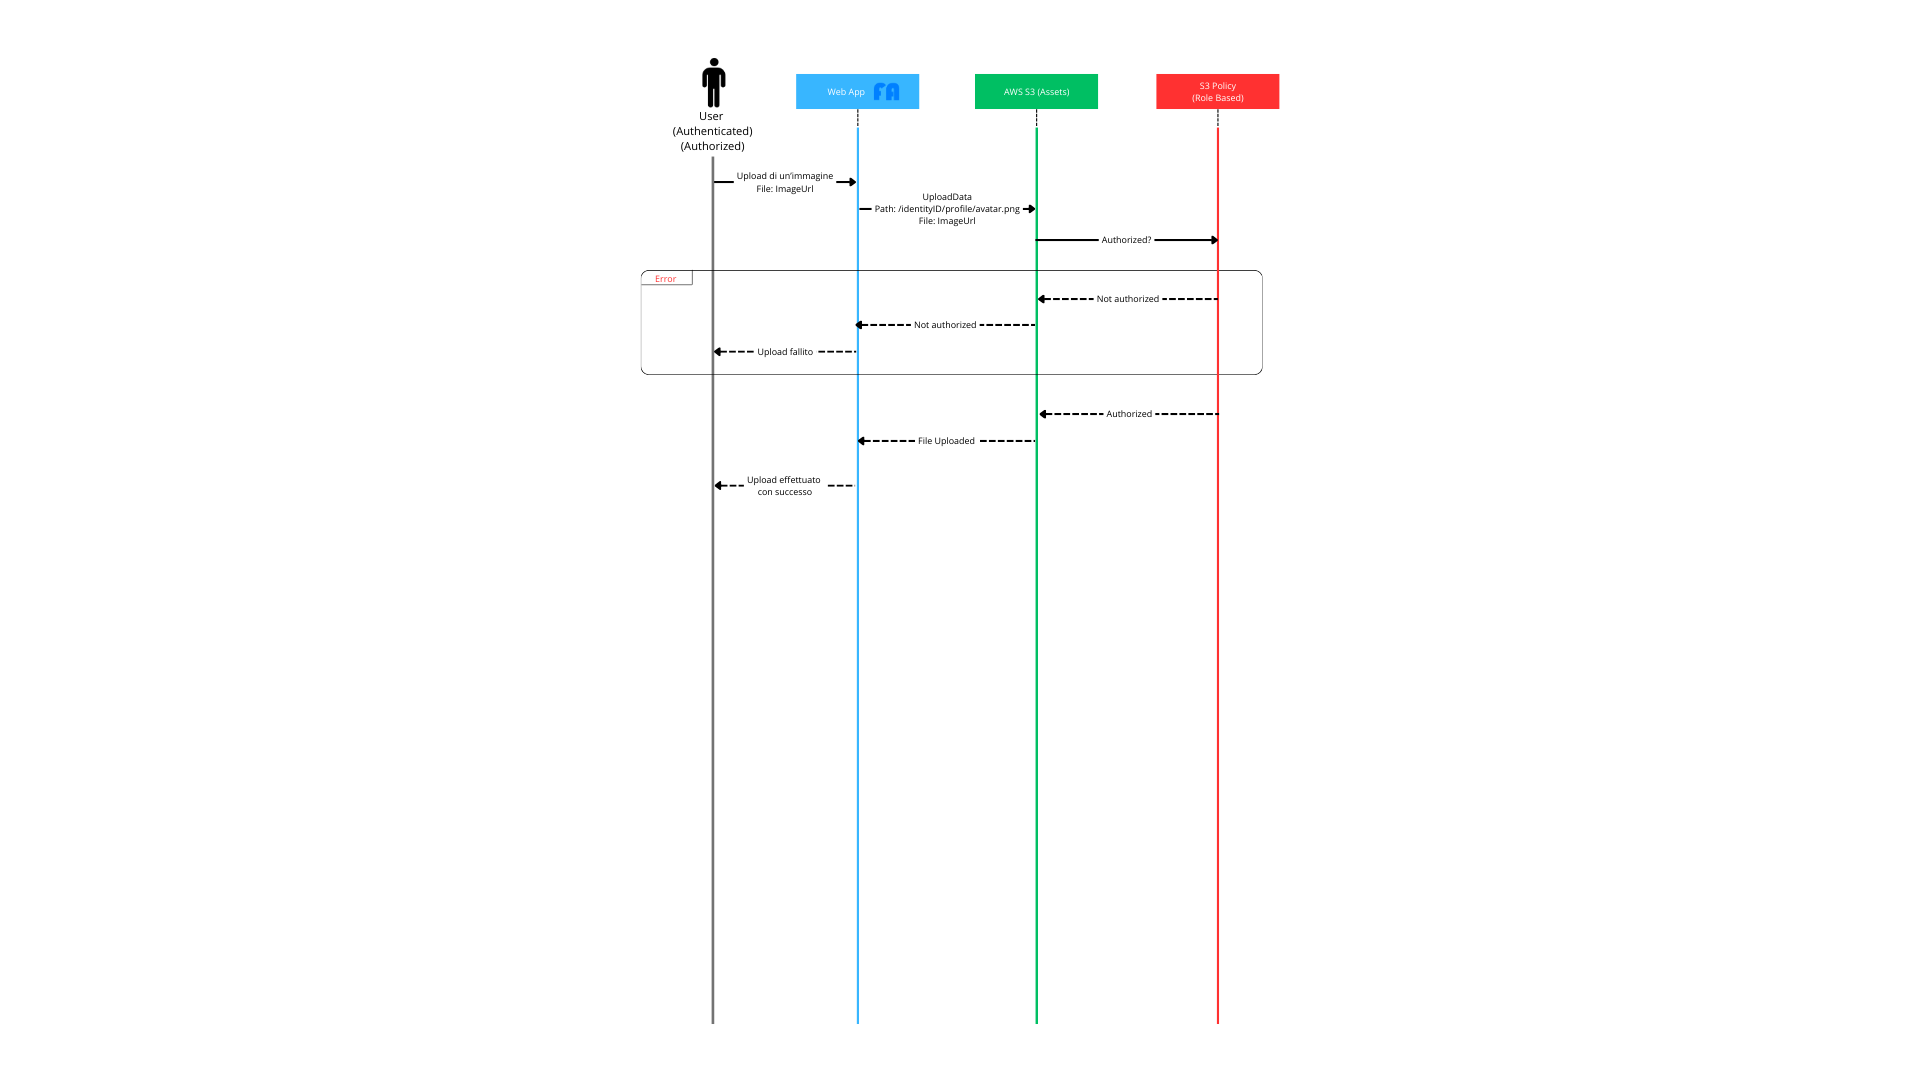 User
(Authenticated)
(Authorized)
Web App FA
AWS S3 (Assets)
S3 Policy
(Role Based)
Upload di un’immagine
File: ImageUrl
UploadData
Path: /identityID/profile/avatar.png
File: ImageUrl
Authorized?
Error
Not authorized
Not authorized
Upload fallito
Authorized
File Uploaded
Upload effettuato
con successo